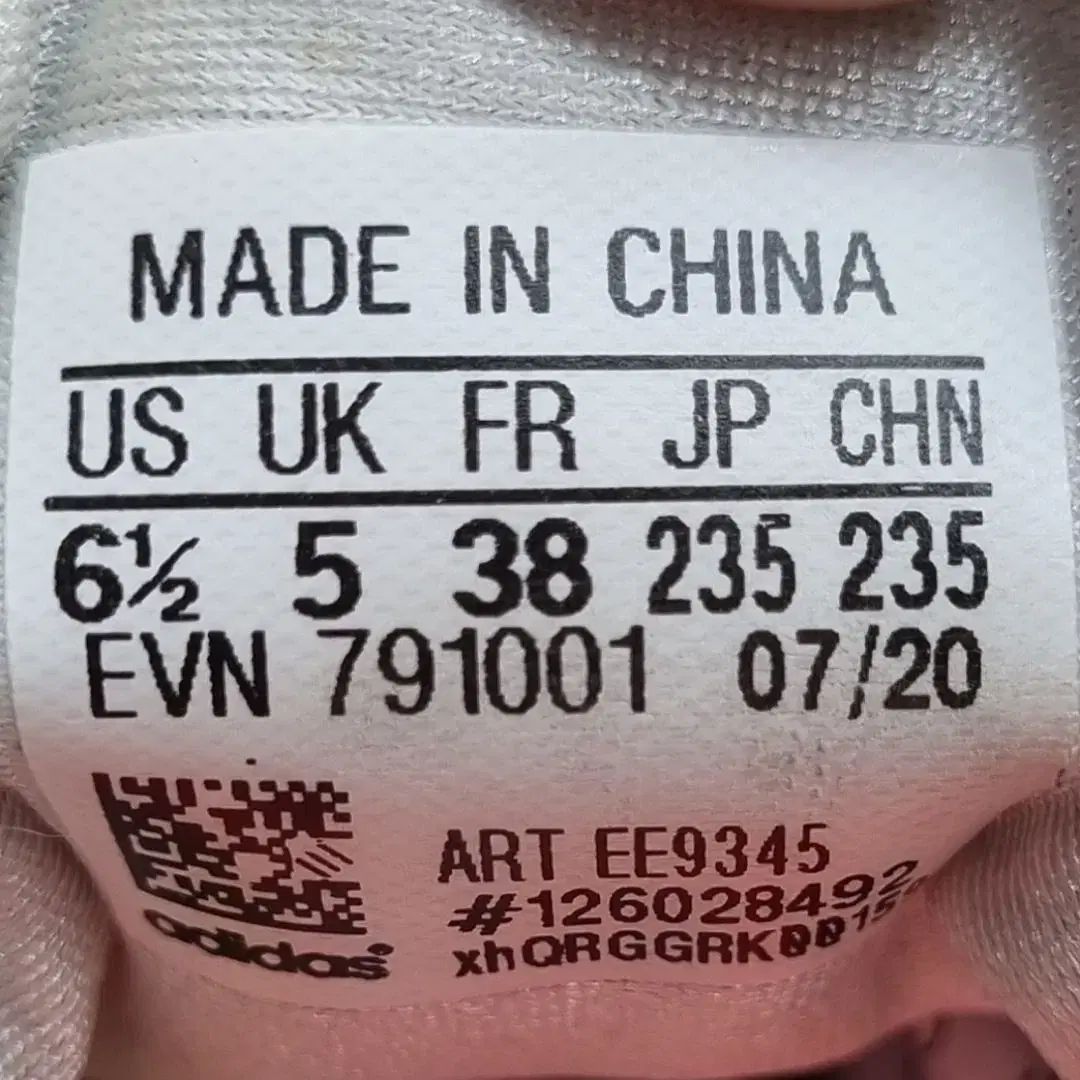 MADE IN CHINA
US UK FR JP CHN
6½ 5 38 235 235
EVN 791001 07/20
ART EE9345
#126028492
adidas